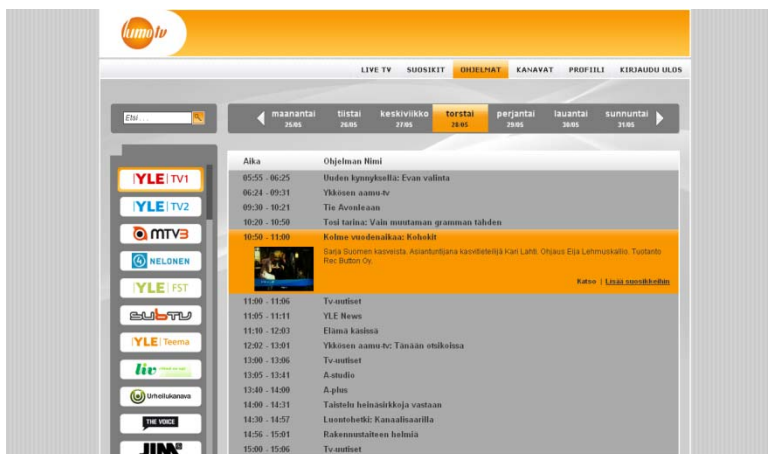 lumo tv
LIVE TV SUOSIKIT OHJELMAT KANAVAT PROFIILI KIRJAUDU ULOS
Etsi...
maanantai tiistai keskiviikko torstai perjantai lauantai sunnuntai
25/05 26/05 27/05 28/05 29/05 30/05 31/05
Aika Ohjelman Nimi
YLE TV1
YLE TV2
MTV3
NELONEN
YLE FST
SUBTV
YLE Teema
liv
Urheilukanava
THE VOICE
JIM
05:55 - 06:25 Uuden kynnyksellä: Evan valinta
06:24 - 09:31 Ykkösen aamu-tv
09:30 - 10:21 Tie Avonleaan
10:20 - 10:50 Tosi tarina: Vain muutaman gramman tähden
10:50 - 11:00 Kolme vuodenaikaa: Kohokit
Sarja Suomen kasveista. Asiantuntijana kasvitieteilijä Kari Lahti. Ohjaus Eija Lehmuskallio. Tuotanto
Rec Button Oy.
Katso | Lisää suosikkeihin
11:00 - 11:06 Tv-uutiset
11:05 - 11:11 YLE News
11:10 - 12:03 Elämä käsissä
12:02 - 13:01 Ykkösen aamu-tv: Tänään otsikoissa
13:00 - 13:06 Tv-uutiset
13:05 - 13:41 A-studio
13:40 - 14:00 A-plus
14:00 - 14:31 Taistelu heinäsirkkoja vastaan
14:30 - 14:57 Luontohetki: Kanaalisaarilla
14:56 - 15:01 Rakennustaiteen helmiä
15:00 - 15:06 Tv-uutiset